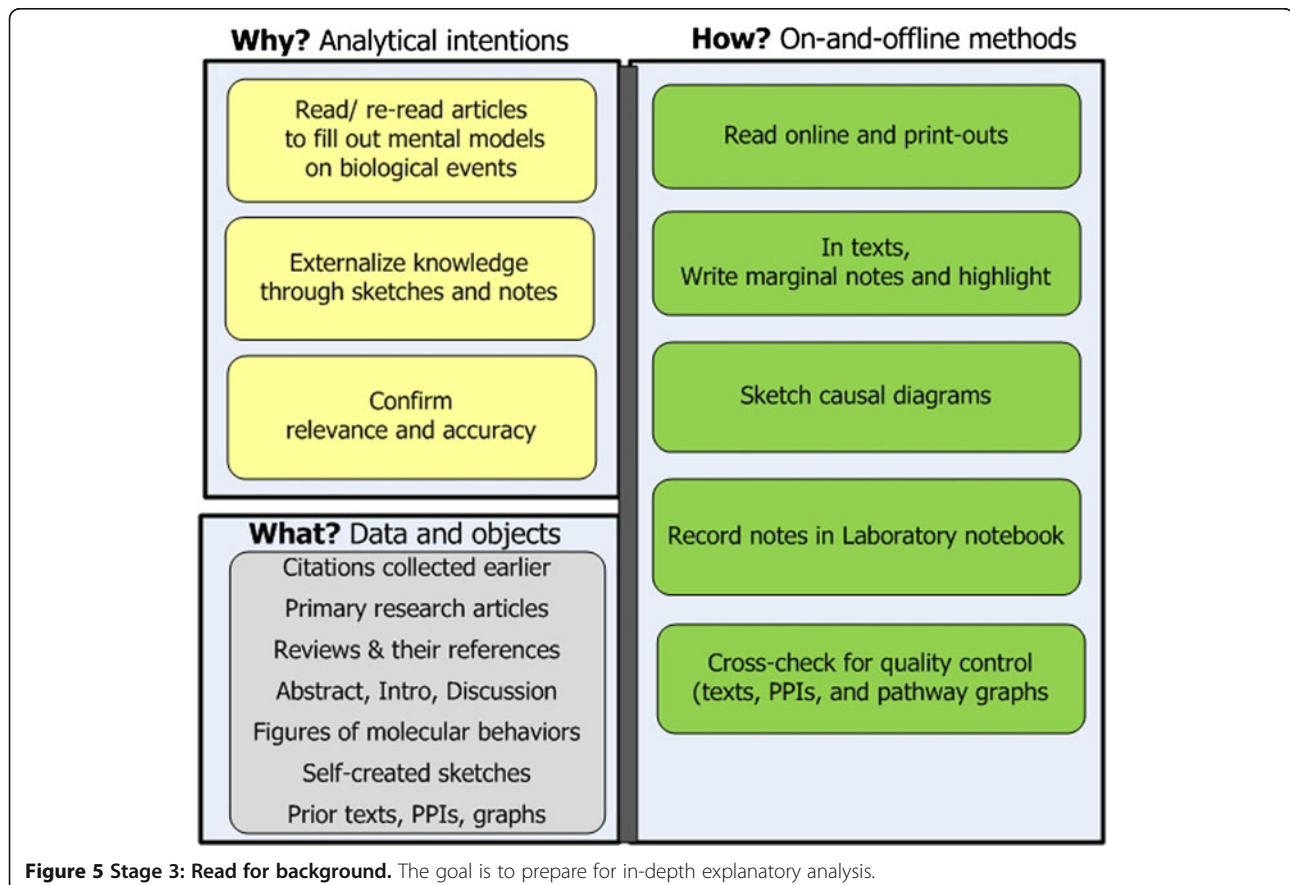 Why? Analytical intentions
Read/ re-read articles
to fill out mental models
on biological events
Externalize knowledge
through sketches and notes
Confirm
relevance and accuracy
What? Data and objects
Citations collected earlier
Primary research articles
Reviews & their references
Abstract, Intro, Discussion
Figures of molecular behaviors
Self-created sketches
Prior texts, PPIs, graphs
How? On-and-offline methods
Read online and print-outs
In texts,
Write marginal notes and highlight
Sketch causal diagrams
Record notes in Laboratory notebook
Cross-check for quality control
(texts, PPIs, and pathway graphs
Figure 5 Stage 3: Read for background. The goal is to prepare for in-depth explanatory analysis.